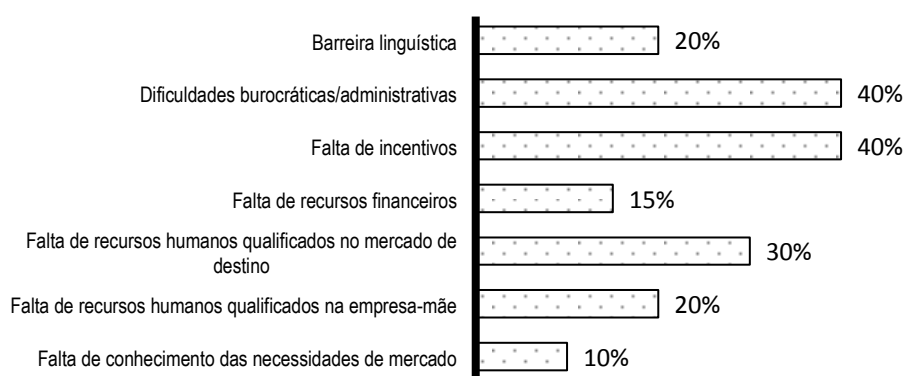 Barreira linguística 20%
Dificuldades burocráticas/administrativas 40%
Falta de incentivos 40%
Falta de recursos financeiros 15%
Falta de recursos humanos qualificados no mercado de
destino 30%
Falta de recursos humanos qualificados na empresa-mãe 20%
Falta de conhecimento das necessidades de mercado 10%